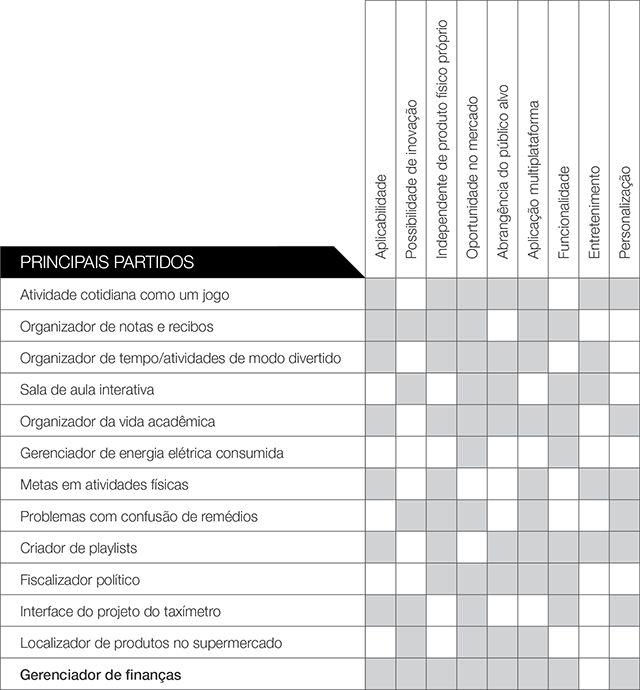 Aplicabilidade
Possibilidade de inovação
Independente de produto físico próprio
Oportunidade no mercado
Abrangência do público alvo
Aplicação multiplataforma
Funcionalidade
Entretenimento
Personalização
PRINCIPAIS PARTIDOS
Atividade cotidiana como um jogo
Organizador de notas e recibos
Organizador de tempo/atividades de modo divertido
Sala de aula interativa
Organizador da vida acadêmica
Gerenciador de energia elétrica consumida
Metas em atividades físicas
Problemas com confusão de remédios
Criador de playlists
Fiscalizador político
Interface do projeto do taxímetro
Localizador de produtos no supermercado
Gerenciador de finanças